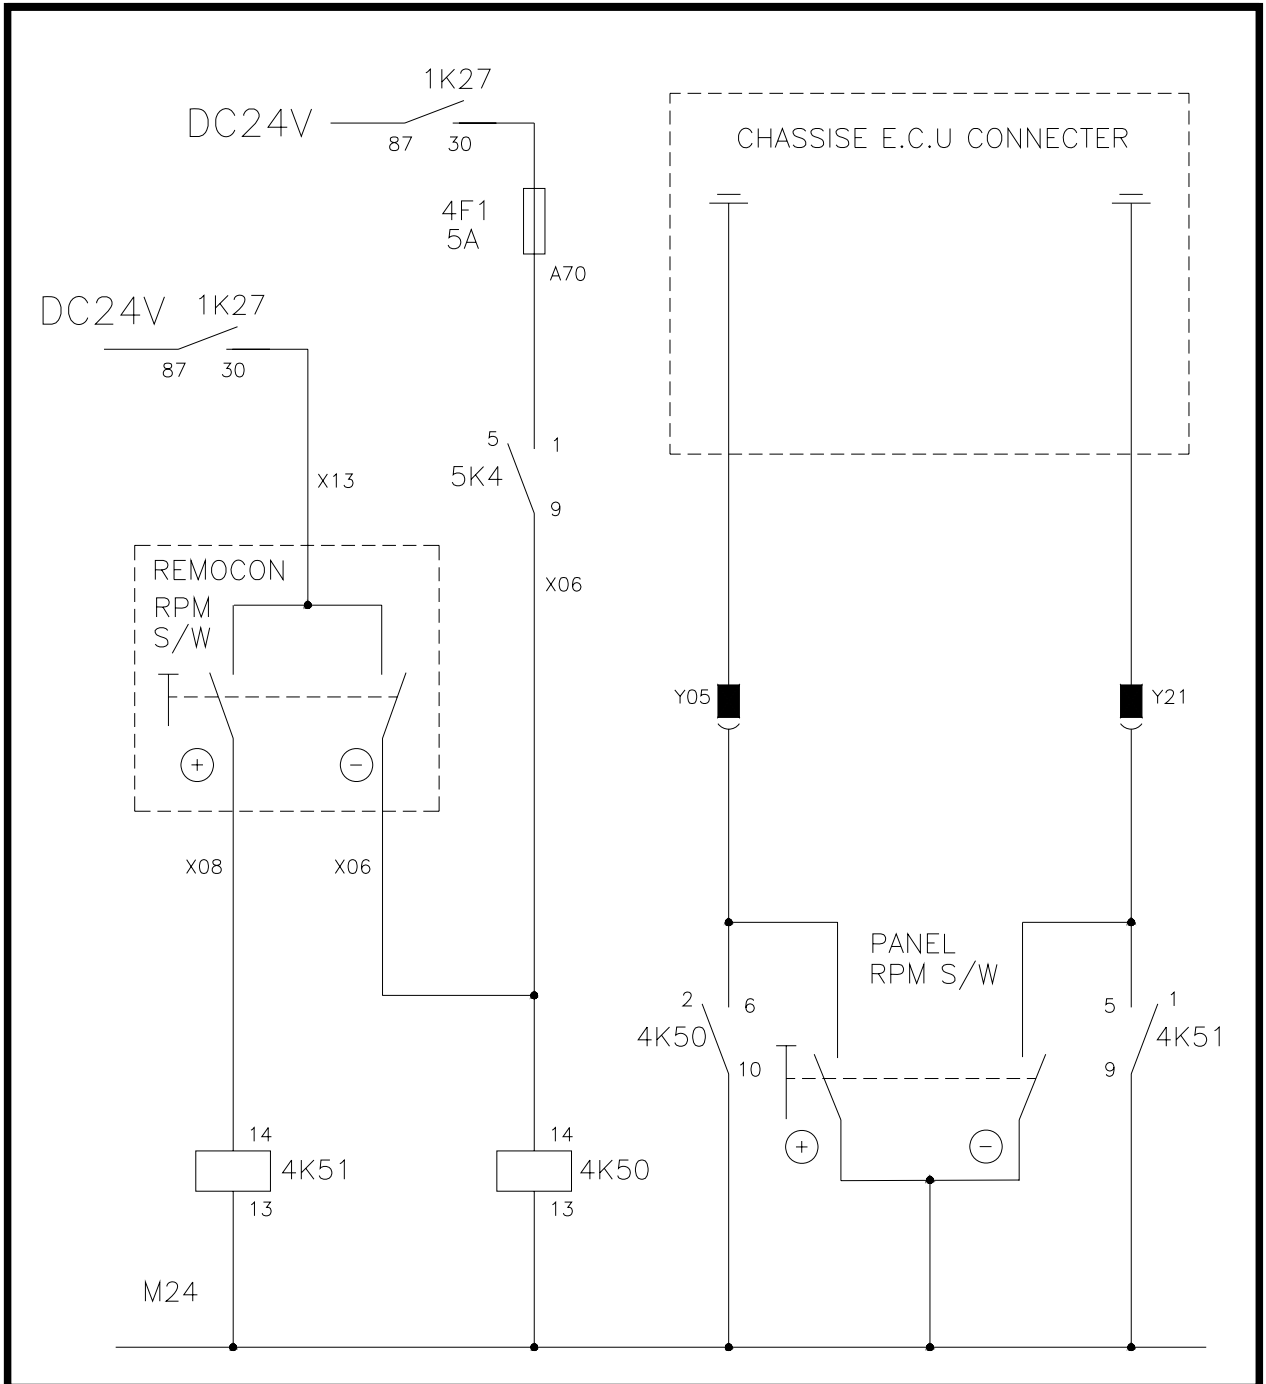 1K27
DC24V
87 30
CHASSISE E.C.U CONNECTER
4F1
5A
A70
DC24V 1K27
87 30
5 1
5K4
9
X13
X06
REMOCON
RPM
S/W
+ −
Y05
Y21
X08 X06
PANEL
RPM S/W
2 6
4K50
10
5 1
4K51
9
+ −
14
4K51
13
14
4K50
13
M24